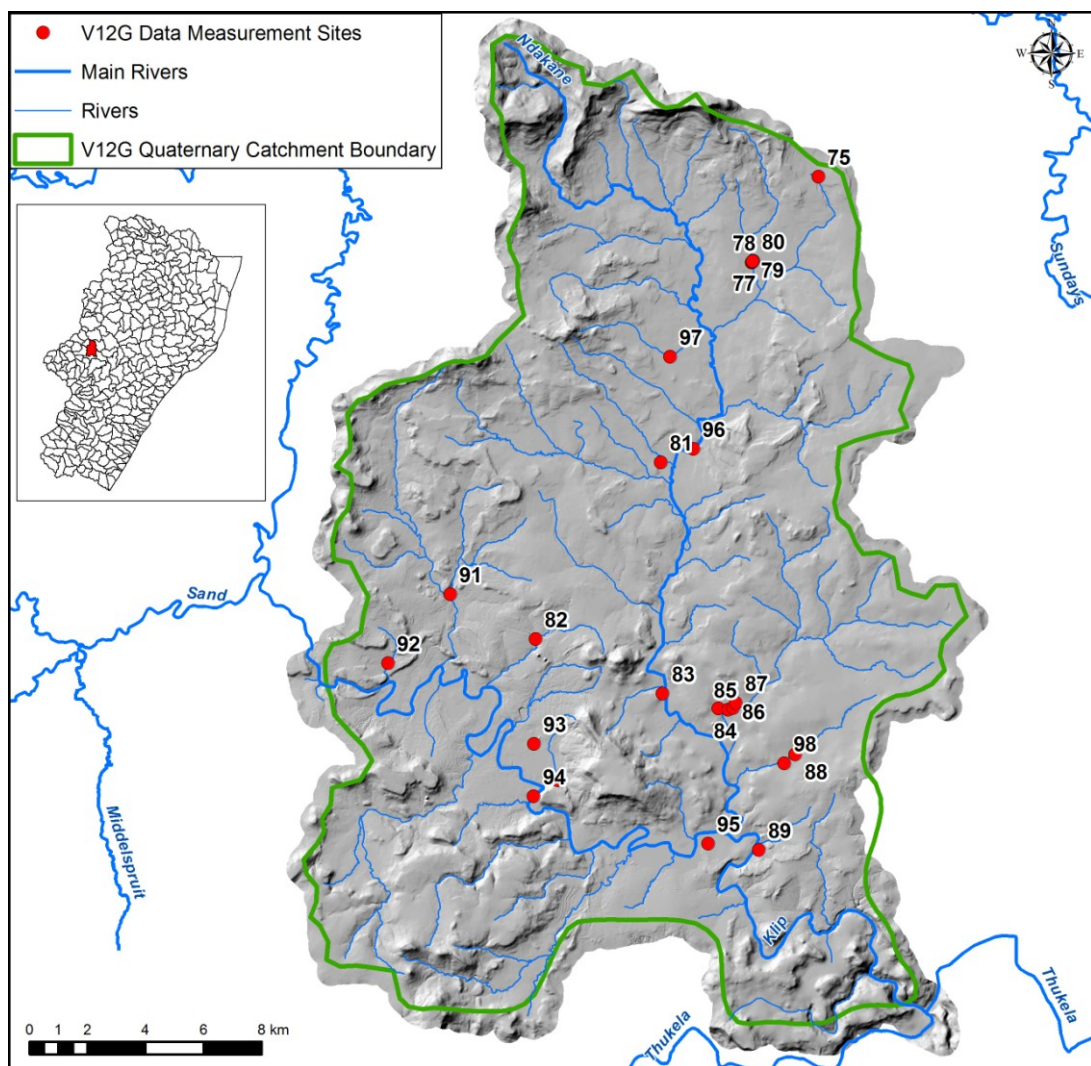 V12G Data Measurement Sites
Main Rivers
Rivers
V12G Quaternary Catchment Boundary
N
W E
S
Ndakane
75
78 80
77 79
Sundays
97
96
81
91
Sand
82
92
83
87
85
86
84
93
98
88
94
95
89
Middelspruit
Klip
Thukela
Thukela
0 1 2 4 6 8 km